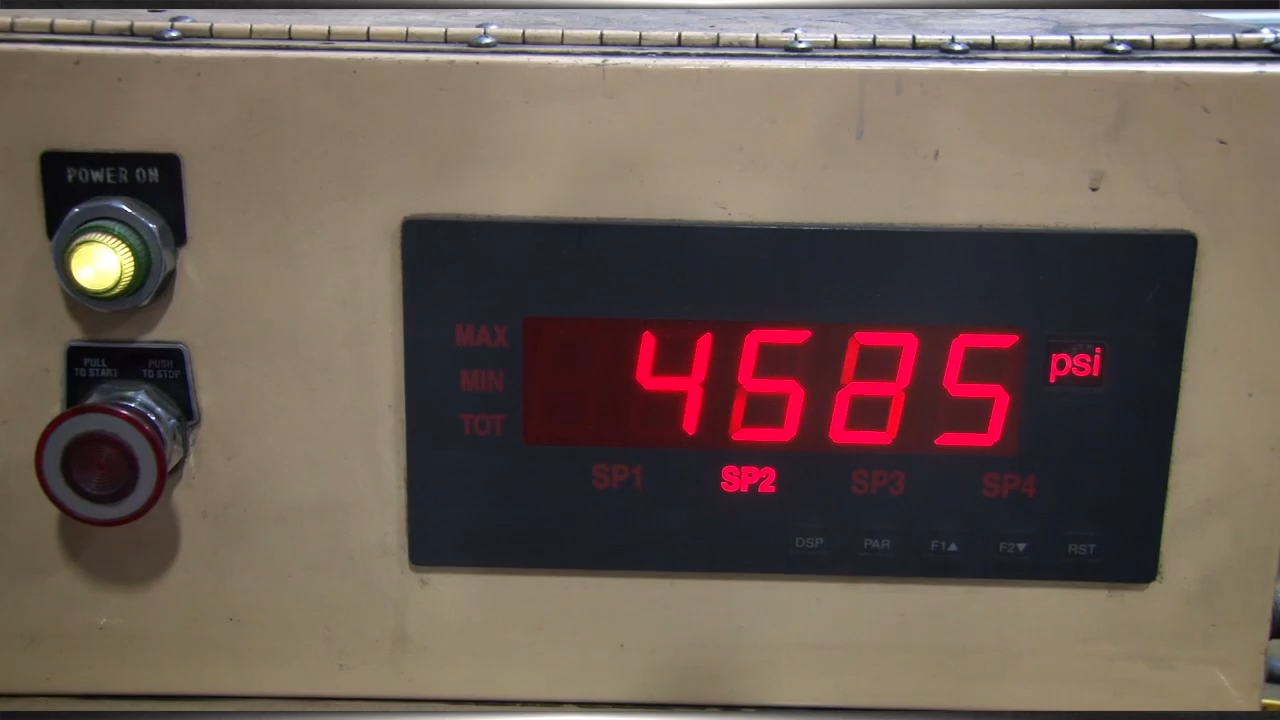 POWER ON
PULL TO START
PUSH TO STOP
MAX
MIN
TOT
4685
psi
SP1 SP2 SP3 SP4
DSP PAR F1▲ F2▼ RST